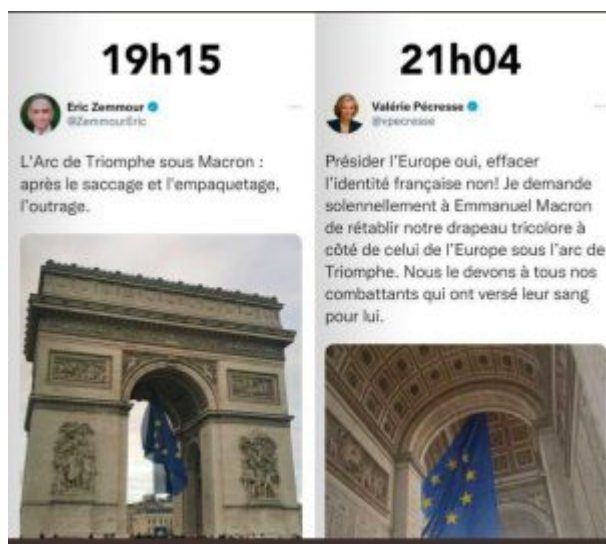 19h15
Eric Zemmour
@ZemmourEric
L'Arc de Triomphe sous Macron :
après le saccage et l'empaquetage,
l'outrage.
21h04
Valérie Pécresse
@vpecresse
Présider l'Europe oui, effacer
l'identité française non! Je demande
solennellement à Emmanuel Macron
de rétablir notre drapeau tricolore à
côté de celui de l'Europe sous l'arc de
Triomphe. Nous le devons à tous nos
combattants qui ont versé leur sang
pour lui.